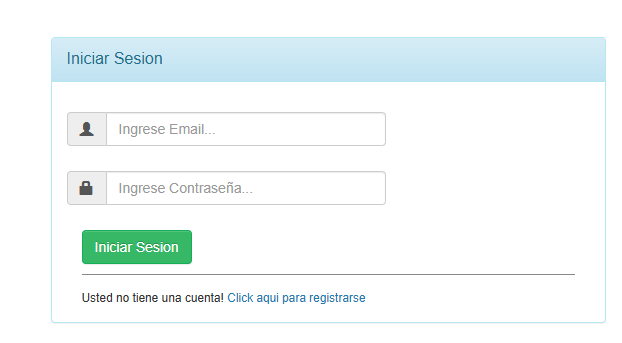 Iniciar Sesion
Ingrese Email...
Ingrese Contraseña...
Iniciar Sesion
Usted no tiene una cuenta! Click aqui para registrarse